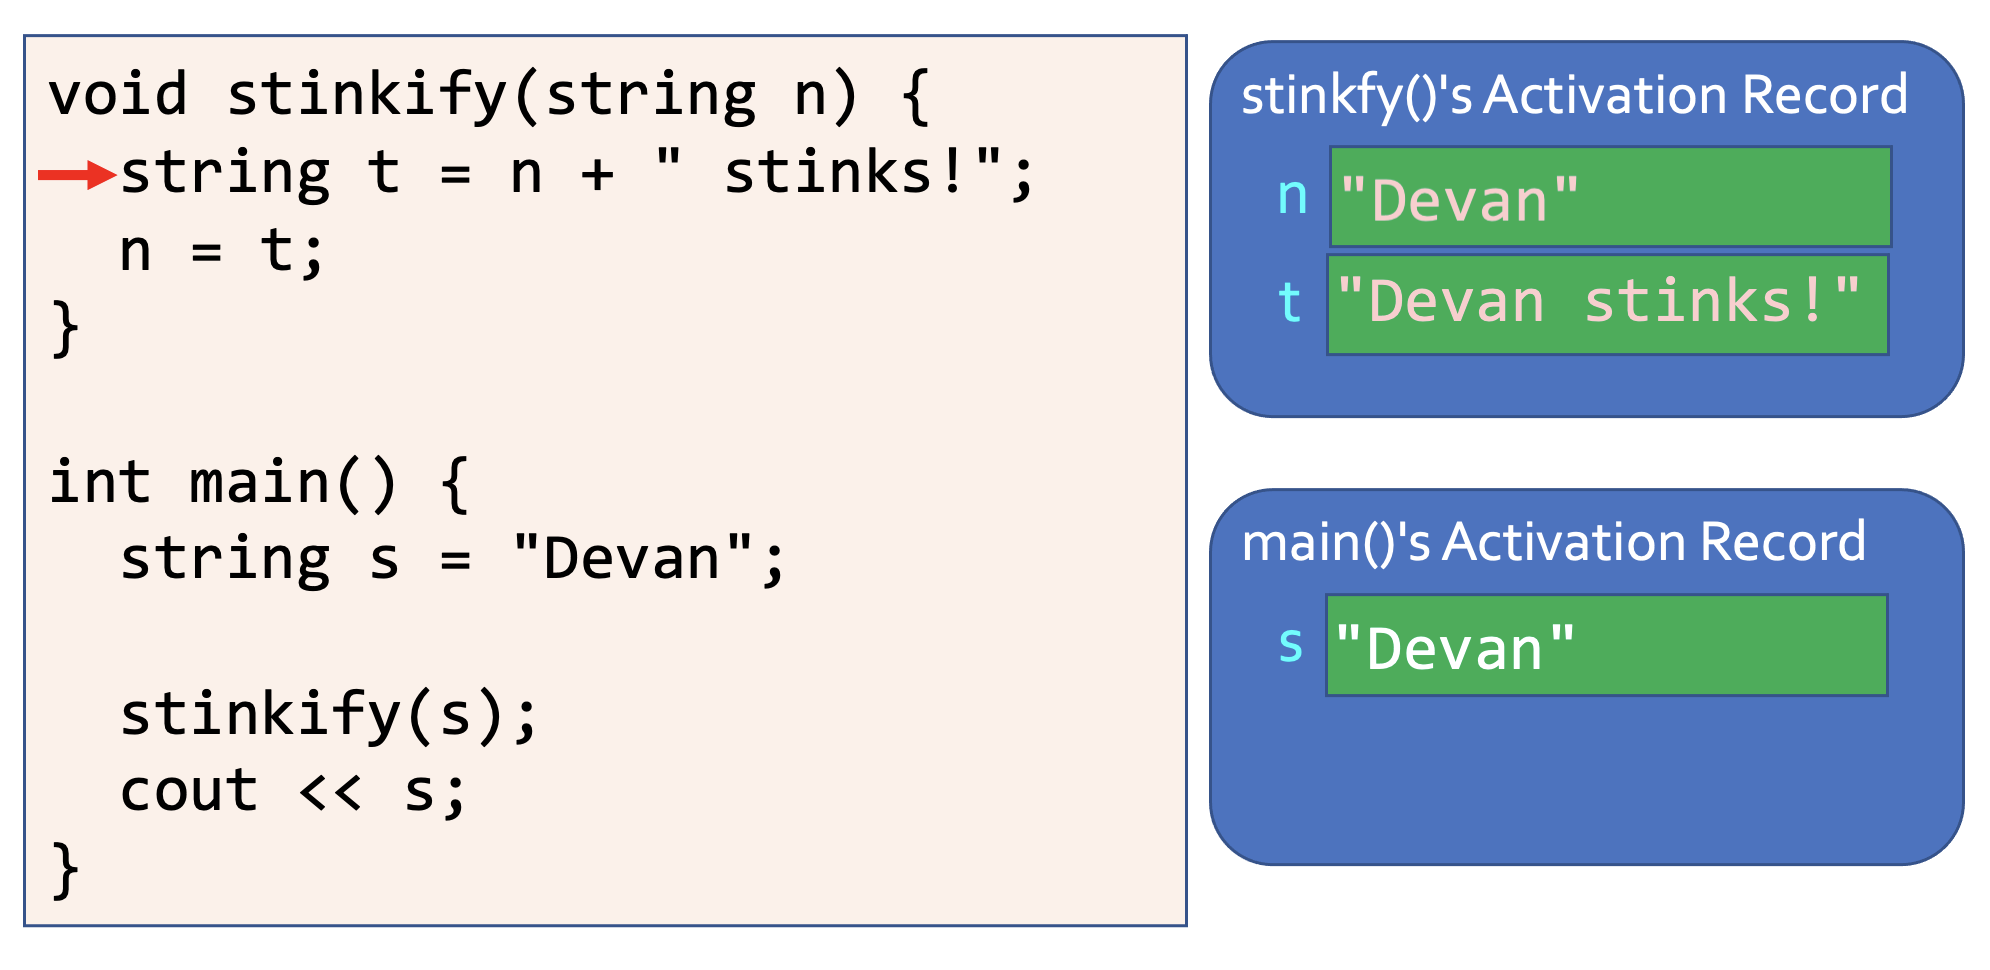 void stinkify(string n) {
  string t = n + " stinks!";
  n = t;
}
int main() {
  string s = "Devan";
  stinkify(s);
  cout << s;
}
stinkfy()'s Activation Record
n "Devan"
t "Devan stinks!"
main()'s Activation Record
s "Devan"